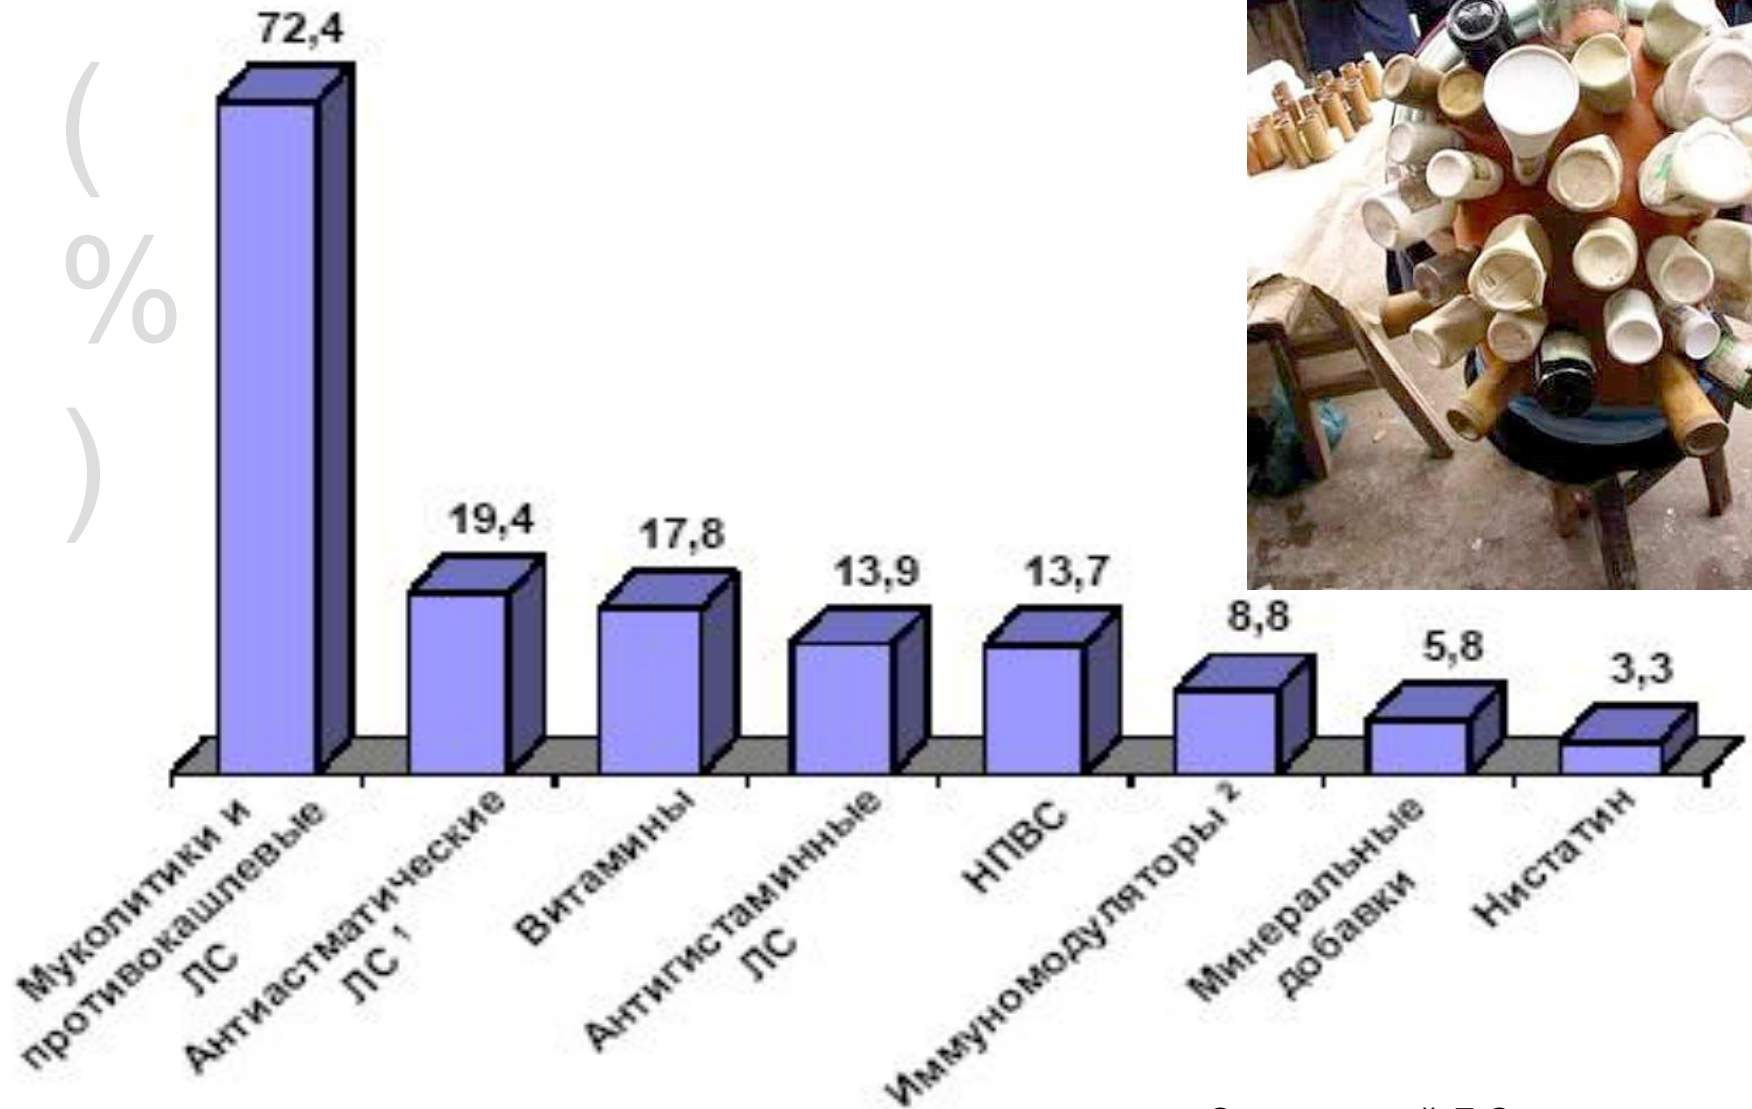 (
%
)
72,4
19,4
17,8
13,9
13,7
8,8
5,8
3,3
Муколитики и
противокашлевые
ЛС
Антиастматические
ЛС ¹
Витамины
Антигистаминные
ЛС
НПВС
Иммуномодуляторы ²
Минеральные
добавки
Нистатин